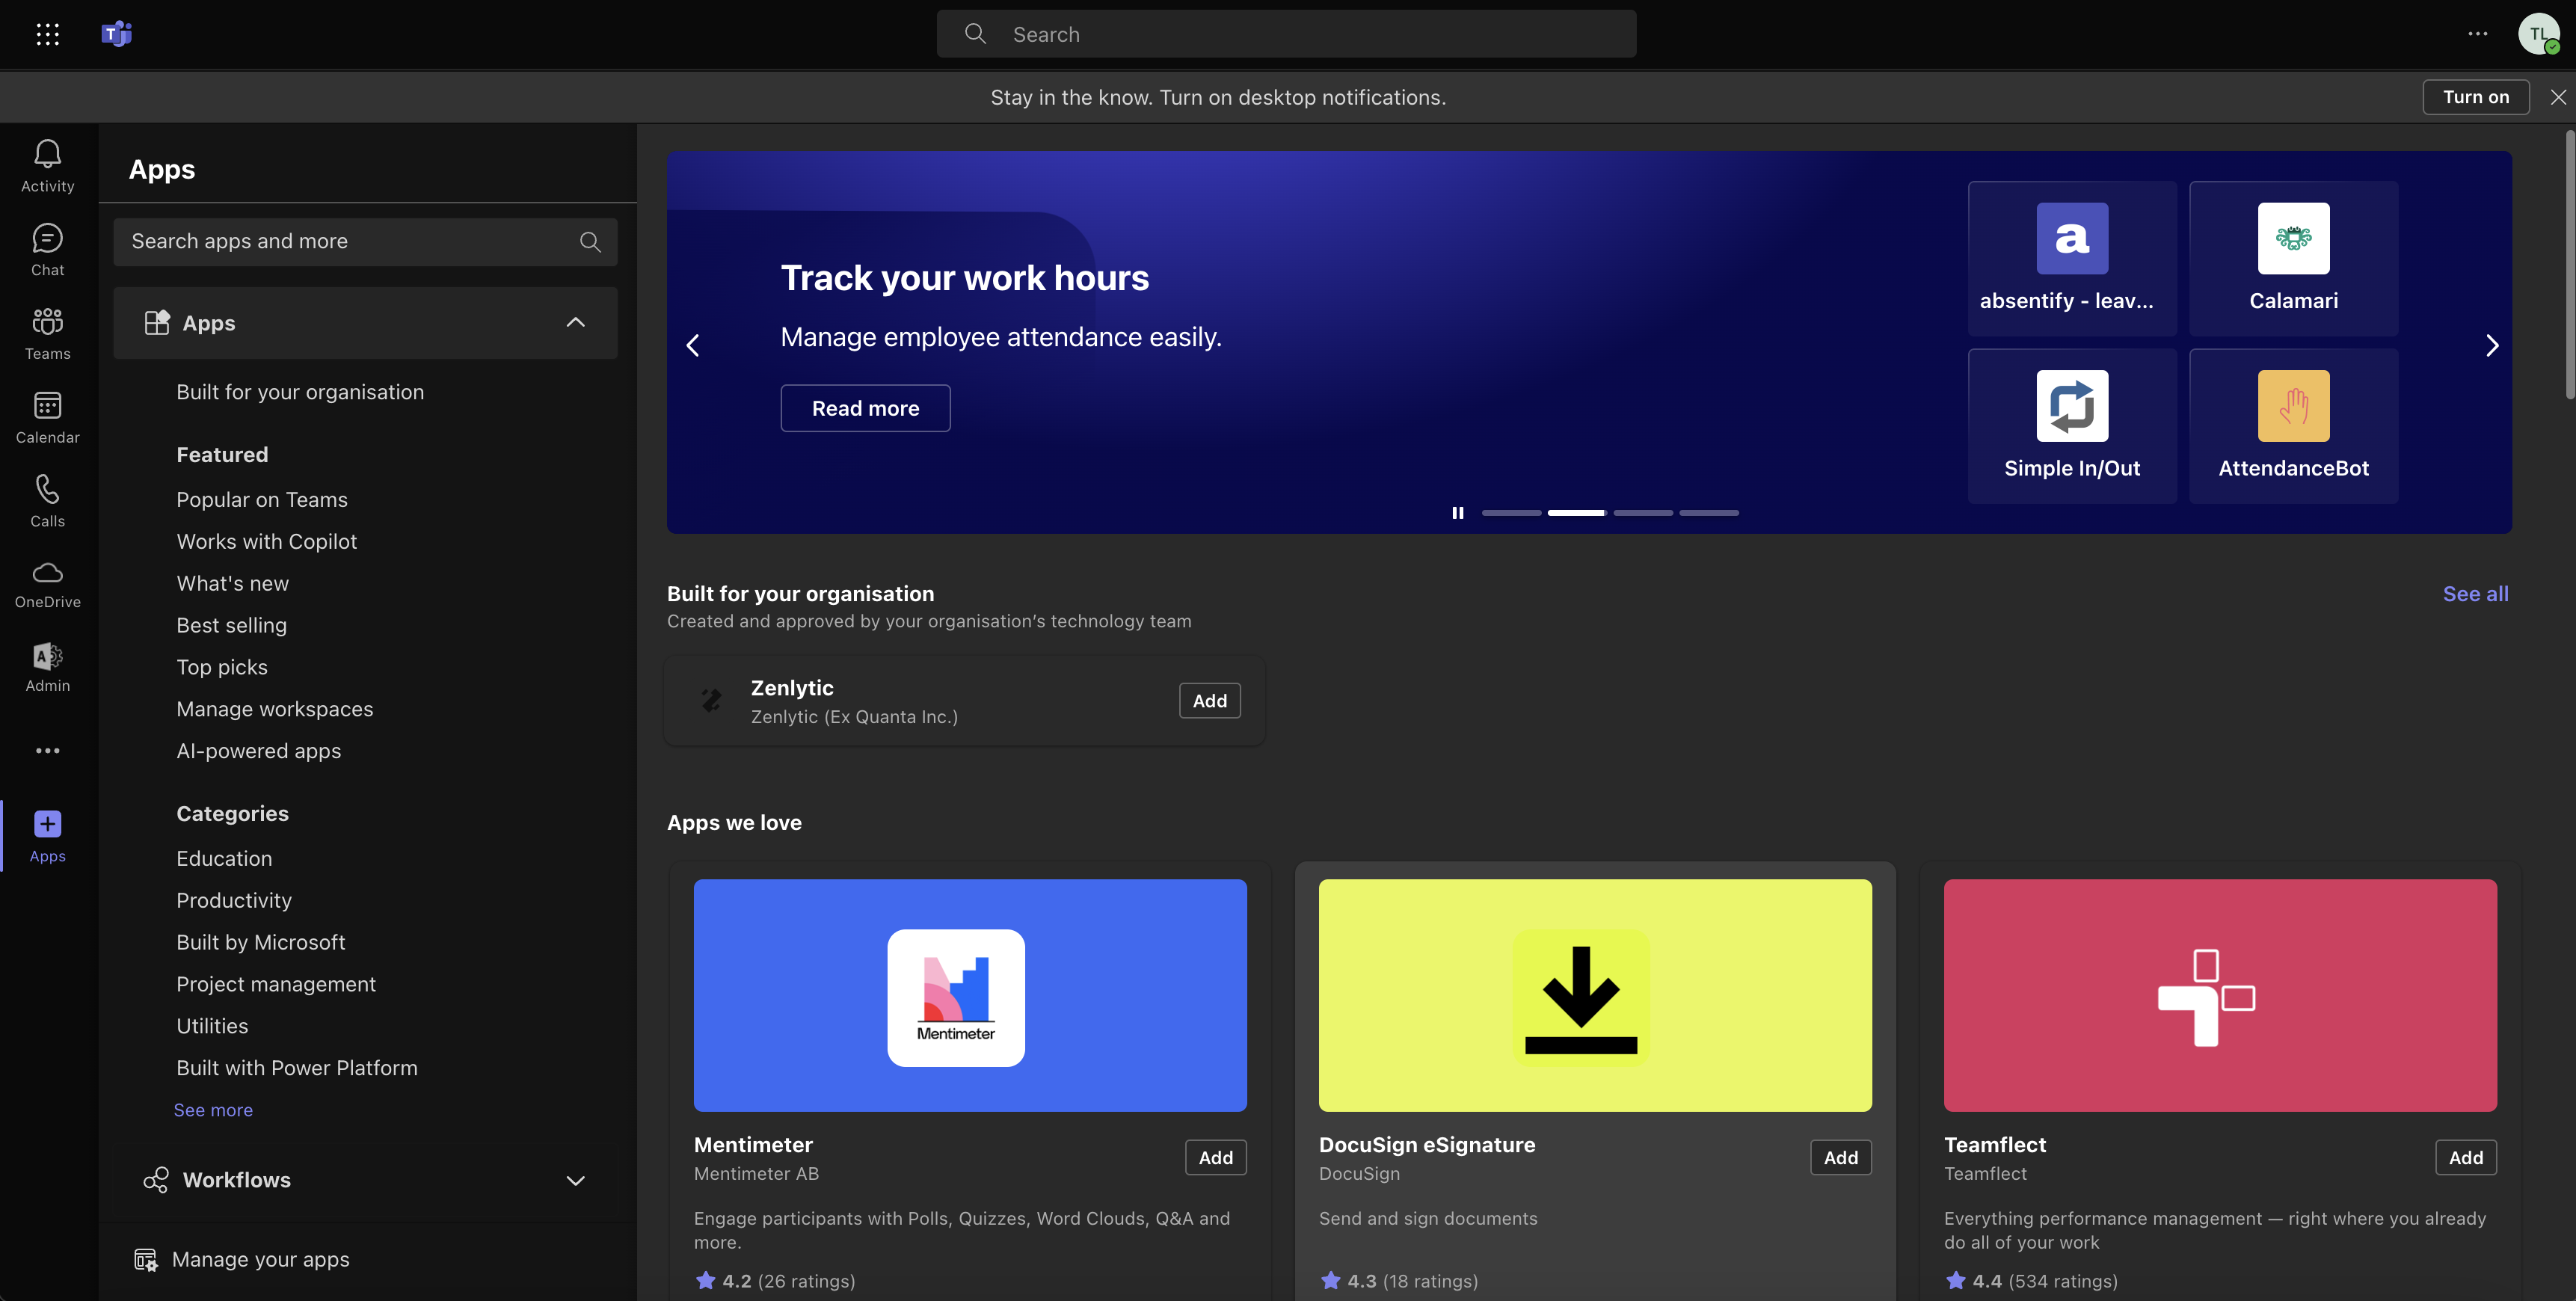 Search
TL
Stay in the know. Turn on desktop notifications.
Turn on
Activity
Chat
Teams
Calendar
Calls
OneDrive
Admin
Apps
Apps
Search apps and more
Apps
Built for your organisation
Featured
Popular on Teams
Works with Copilot
What's new
Best selling
Top picks
Manage workspaces
AI-powered apps
Categories
Education
Productivity
Built by Microsoft
Project management
Utilities
Built with Power Platform
See more
Workflows
Manage your apps
Track your work hours
Manage employee attendance easily.
Read more
a
absentify - leav...
Calamari
Simple In/Out
AttendanceBot
Built for your organisation
See all
Created and approved by your organisation's technology team
Zenlytic
Zenlytic (Ex Quanta Inc.)
Add
Apps we love
Mentimeter
Mentimeter
Mentimeter AB
Add
Engage participants with Polls, Quizzes, Word Clouds, Q&A and
more.
4.2 (26 ratings)
DocuSign eSignature
DocuSign
Add
Send and sign documents
4.3 (18 ratings)
Teamflect
Teamflect
Add
Everything performance management — right where you already
do all of your work
4.4 (534 ratings)